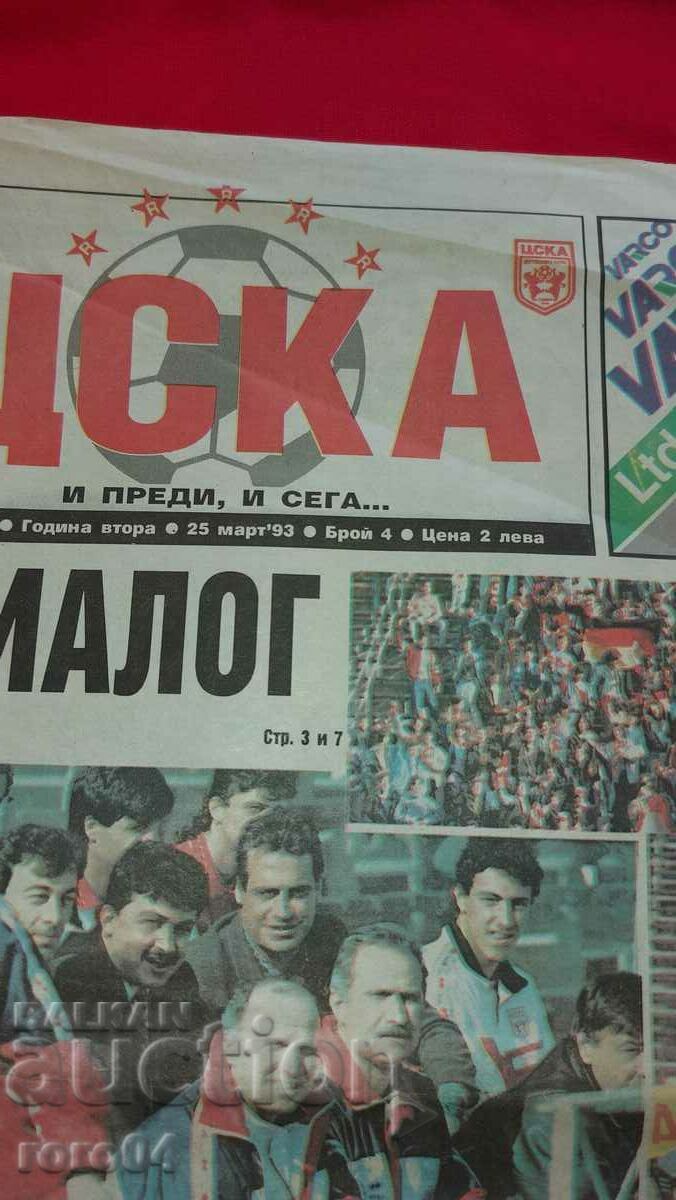 R R R R R
ЦСКА
ЦСКА
И ПРЕДИ, И СЕГА...
● Година втора ● 25 март'93 ● Брой 4 ● Цена 2 лева
VARCO
VARCO
VA
Ltd
ИАЛОГ
Стр. 3 и 7
BALKAN
auction
roro04